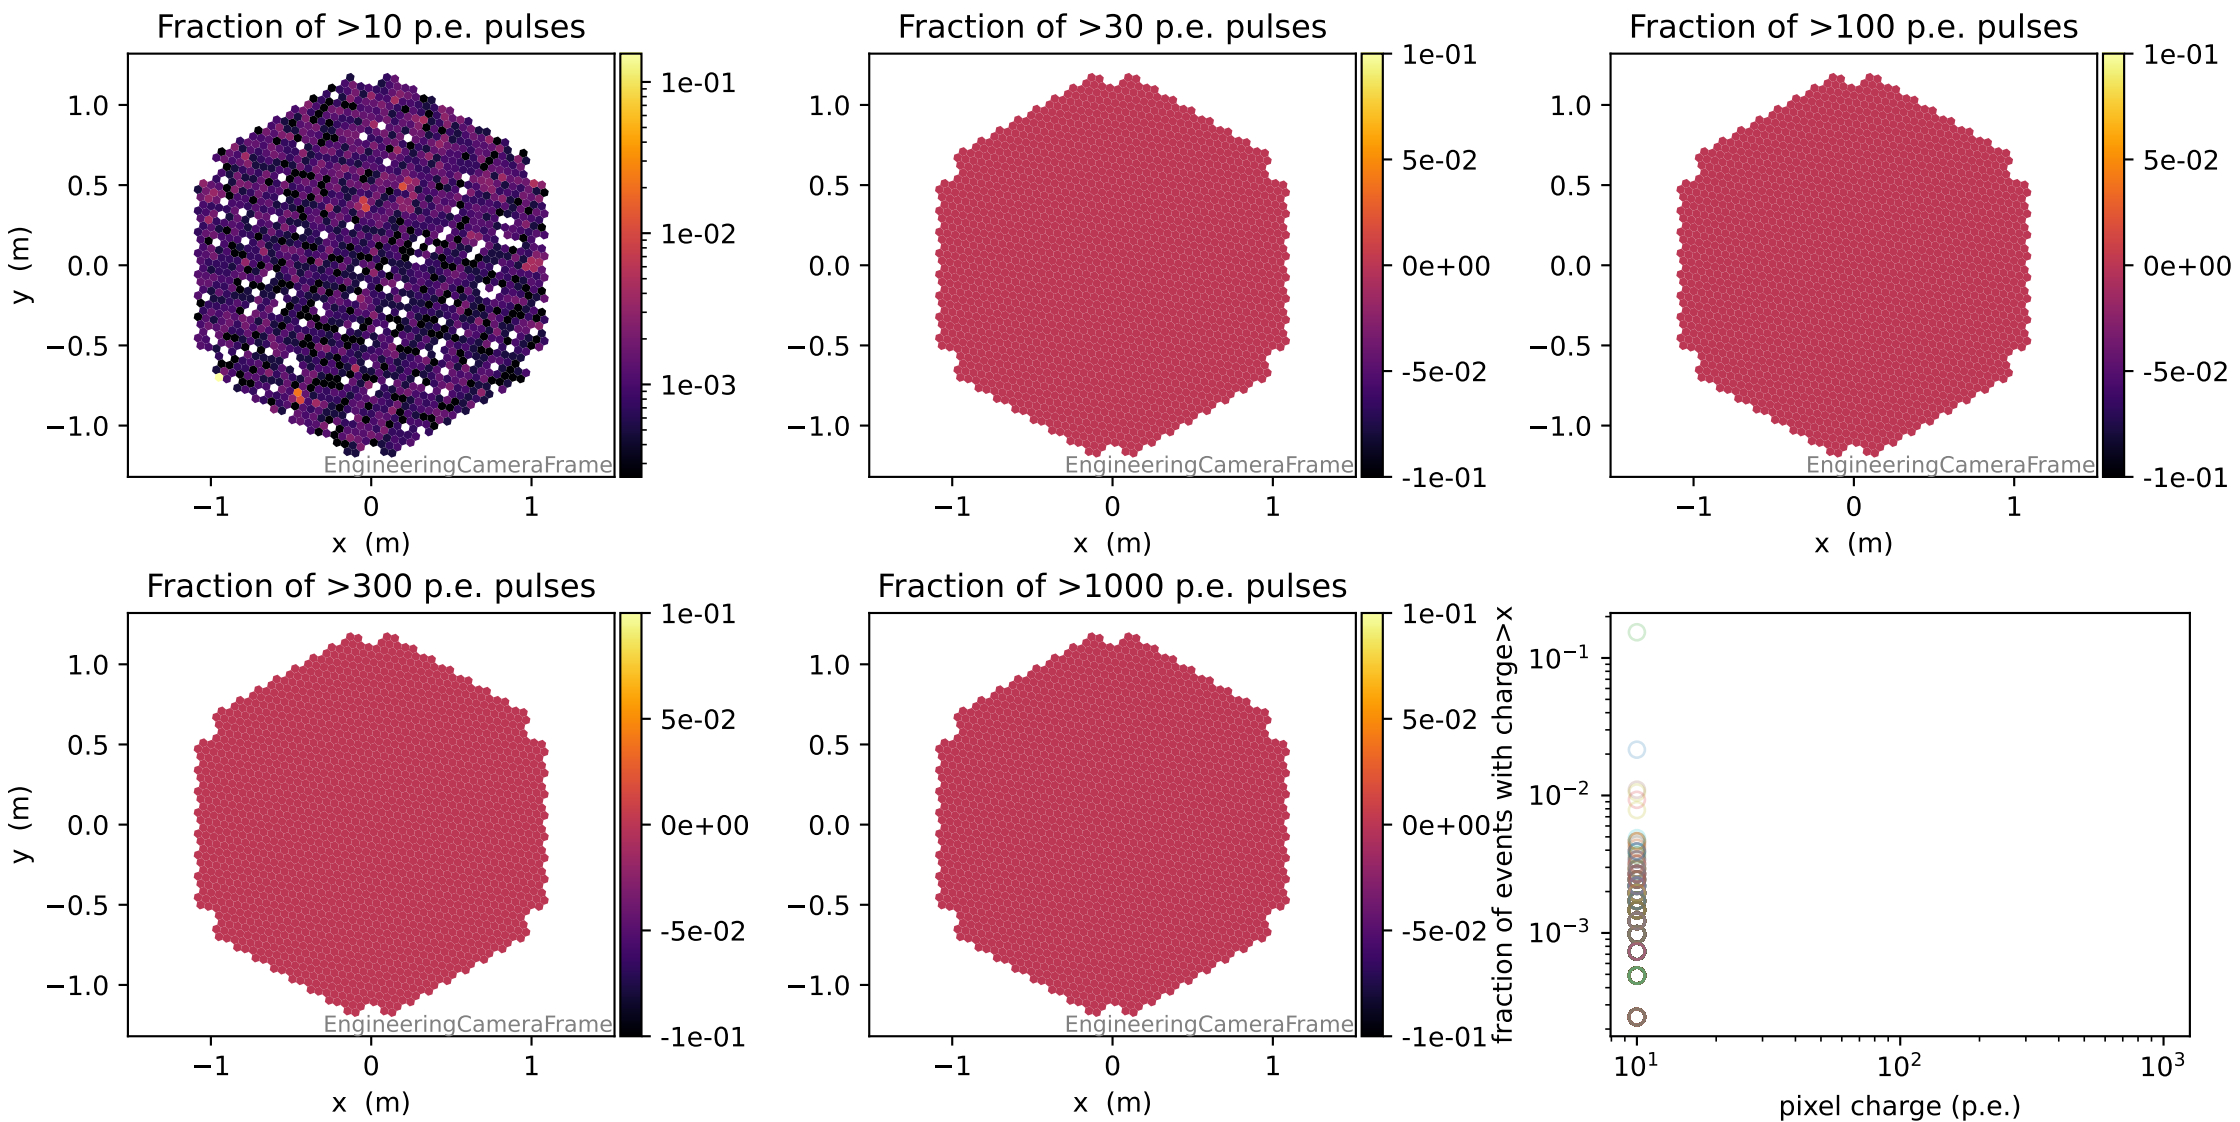 Fraction of >10 p.e. pulses
Fraction of >30 p.e. pulses
Fraction of >100 p.e. pulses
y (m)
1.0
0.5
0.0
−0.5
−1.0
−1 0 1
x (m)
EngineeringCameraFrame
1e-01
1e-02
1e-03
1.0
0.5
0.0
−0.5
−1.0
−1 0 1
x (m)
EngineeringCameraFrame
1e-01
5e-02
0e+00
-5e-02
-1e-01
1.0
0.5
0.0
−0.5
−1.0
−1 0 1
x (m)
EngineeringCameraFrame
1e-01
5e-02
0e+00
-5e-02
-1e-01
Fraction of >300 p.e. pulses
Fraction of >1000 p.e. pulses
y (m)
1.0
0.5
0.0
−0.5
−1.0
−1 0 1
x (m)
EngineeringCameraFrame
1e-01
5e-02
0e+00
-5e-02
-1e-01
1.0
0.5
0.0
−0.5
−1.0
−1 0 1
x (m)
EngineeringCameraFrame
1e-01
5e-02
0e+00
-5e-02
-1e-01
fraction of events with charge>x
10⁻¹
10⁻²
10⁻³
10¹ 10² 10³
pixel charge (p.e.)